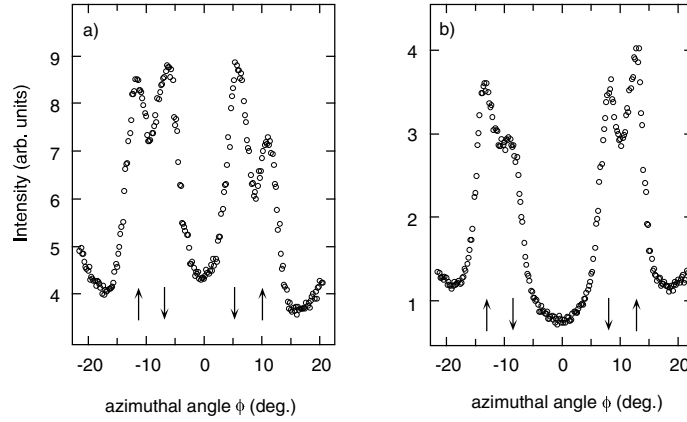 a)
9
8
7
6
5
4
Intensity (arb. units)
-20 -10 0 10 20
azimuthal angle ϕ (deg.)
b)
4
3
2
1
-20 -10 0 10 20
azimuthal angle ϕ (deg.)